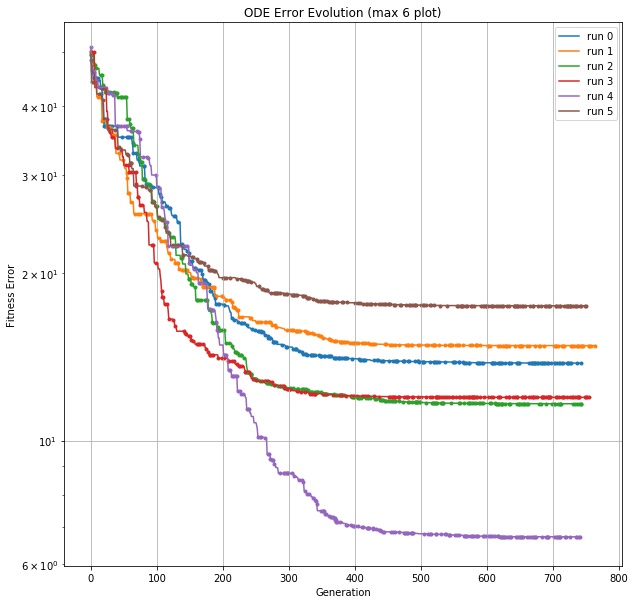 ODE Error Evolution (max 6 plot)
run 0
run 1
run 2
run 3
run 4
run 5
Fitness Error
4 × 10¹
3 × 10¹
2 × 10¹
10¹
6 × 10⁰
0 100 200 300 400 500 600 700 800
Generation